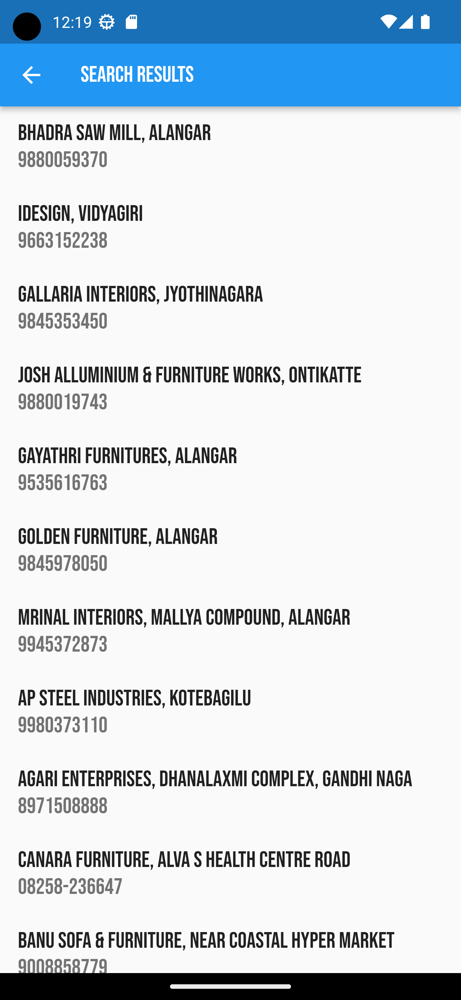 12:19
SEARCH RESULTS
BHADRA SAW MILL, ALANGAR
9880059370
IDESIGN, VIDYAGIRI
9663152238
GALLARIA INTERIORS, JYOTHINAGARA
9845353450
JOSH ALLUMINIUM & FURNITURE WORKS, ONTIKATTE
9880019743
GAYATHRI FURNITURES, ALANGAR
9535616763
GOLDEN FURNITURE, ALANGAR
9845978050
MRINAL INTERIORS, MALLYA COMPOUND, ALANGAR
9945372873
AP STEEL INDUSTRIES, KOTEBAGILU
9980373110
AGARI ENTERPRISES, DHANALAXMI COMPLEX, GANDHI NAGA
8971508888
CANARA FURNITURE, ALVA S HEALTH CENTRE ROAD
08258-236647
BANU SOFA & FURNITURE, NEAR COASTAL HYPER MARKET
9008858779